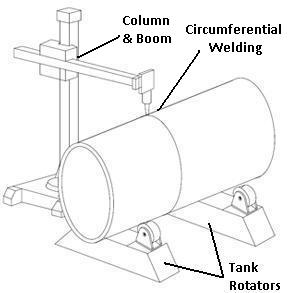 Column
& Boom
Circumferential
Welding
Tank
Rotators